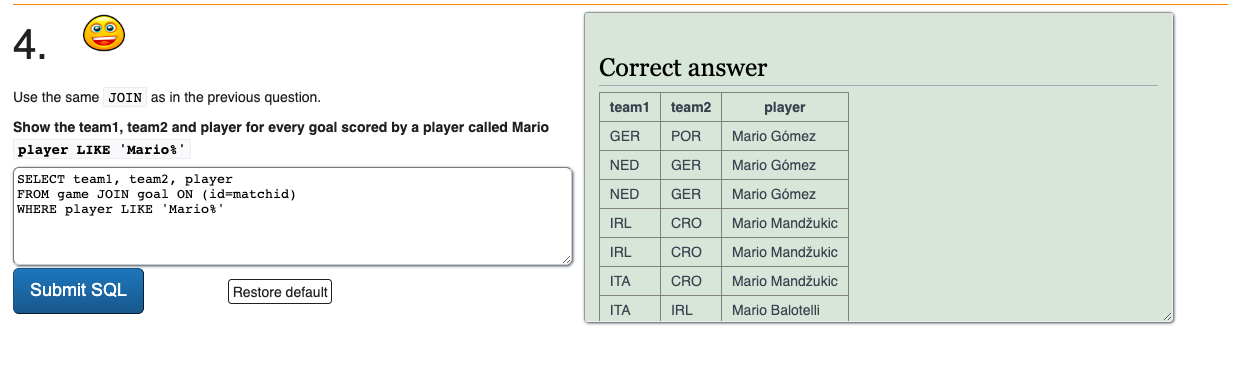 4.
Use the same JOIN as in the previous question.
Show the team1, team2 and player for every goal scored by a player called Mario
player LIKE 'Mario%'
SELECT team1, team2, player
FROM game JOIN goal ON (id=matchid)
WHERE player LIKE 'Mario%'
Submit SQL
Restore default
Correct answer
team1 team2 player
GER POR Mario Gómez
NED GER Mario Gómez
NED GER Mario Gómez
IRL CRO Mario Mandžukic
IRL CRO Mario Mandžukic
ITA CRO Mario Mandžukic
ITA IRL Mario Balotelli